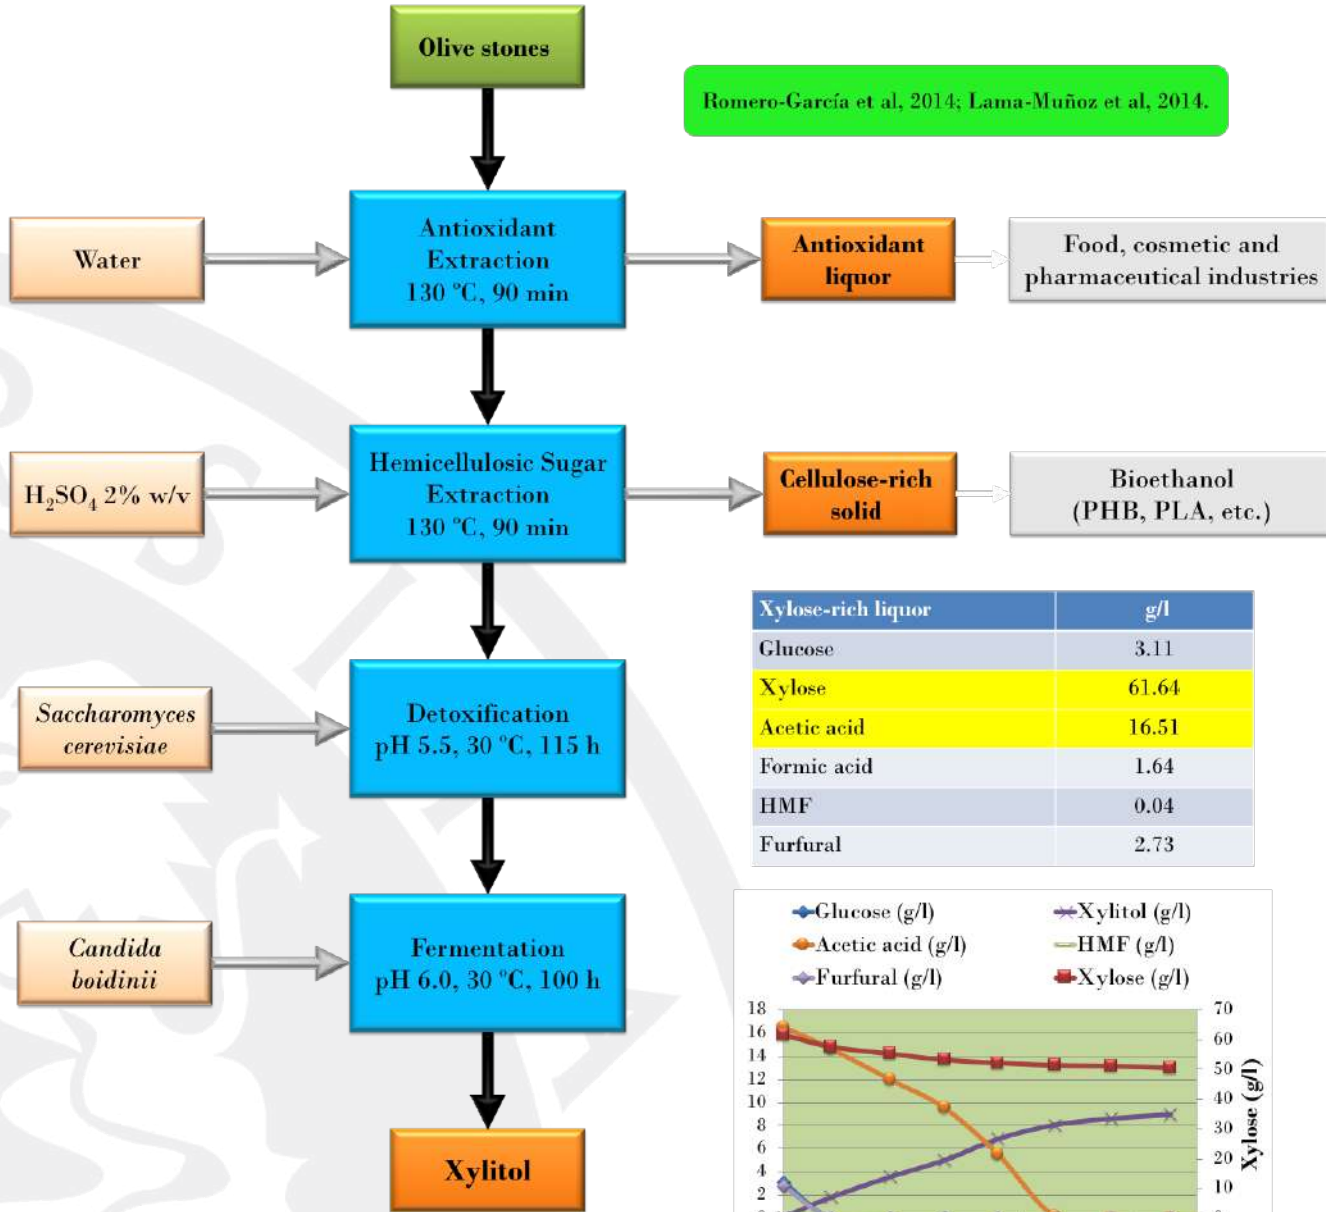 Olive stones
Romero-García et al, 2014; Lama-Muñoz et al, 2014.
Water
Antioxidant
Extraction
130 ºC, 90 min
Antioxidant
liquor
Food, cosmetic and
pharmaceutical industries
H₂SO₄ 2% w/v
Hemicellulosic Sugar
Extraction
130 ºC, 90 min
Cellulose-rich
solid
Bioethanol
(PHB, PLA, etc.)
Xylose-rich liquor g/l
Glucose 3.11
Xylose 61.64
Acetic acid 16.51
Formic acid 1.64
HMF 0.04
Furfural 2.73
Saccharomyces
cerevisiae
Detoxification
pH 5.5, 30 ºC, 115 h
Candida
boidinii
Fermentation
pH 6.0, 30 ºC, 100 h
Xylitol
Glucose (g/l) Xylitol (g/l)
Acetic acid (g/l) HMF (g/l)
Furfural (g/l) Xylose (g/l)
18 70
16 60
14 50
12
10 40
8 30
6
4 20
2 10
Xylose (g/l)